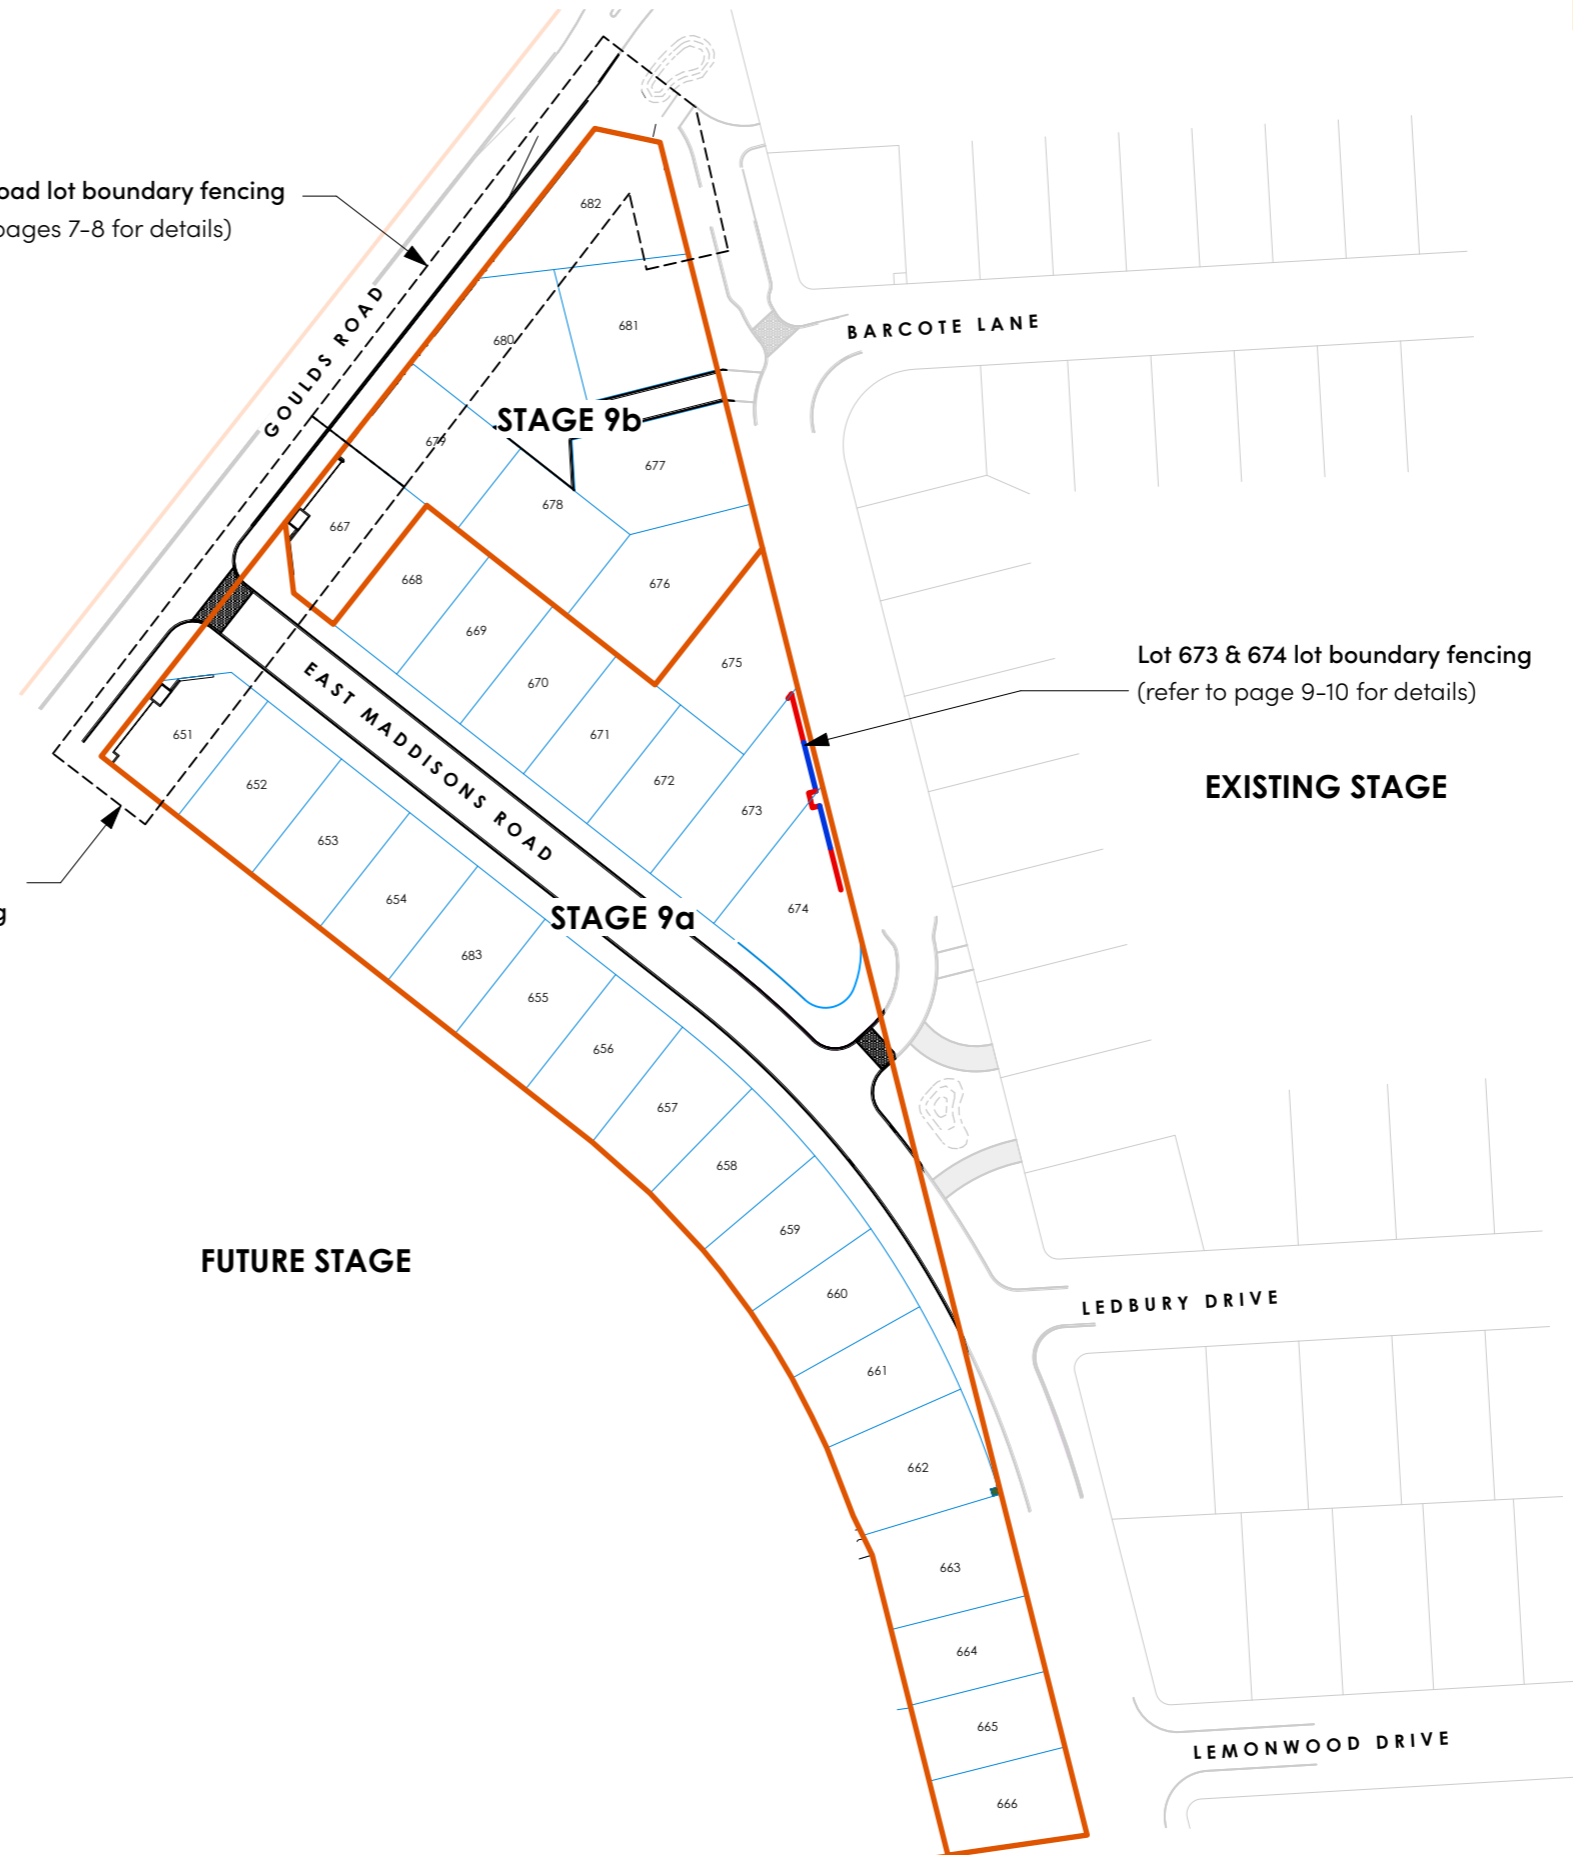 oad lot boundary fencing
pages 7-8 for details)
GOULDS ROAD
682
681
680
BARCOTE LANE
STAGE 9b
679
677
678
667
668
676
669
675
670
Lot 673 & 674 lot boundary fencing
(refer to page 9-10 for details)
EAST MADDISONS ROAD
651
671
652
672
EXISTING STAGE
673
653
654
674
g
STAGE 9a
683
655
656
657
658
659
FUTURE STAGE
660
LEDBURY DRIVE
661
662
663
664
665
LEMONWOOD DRIVE
666